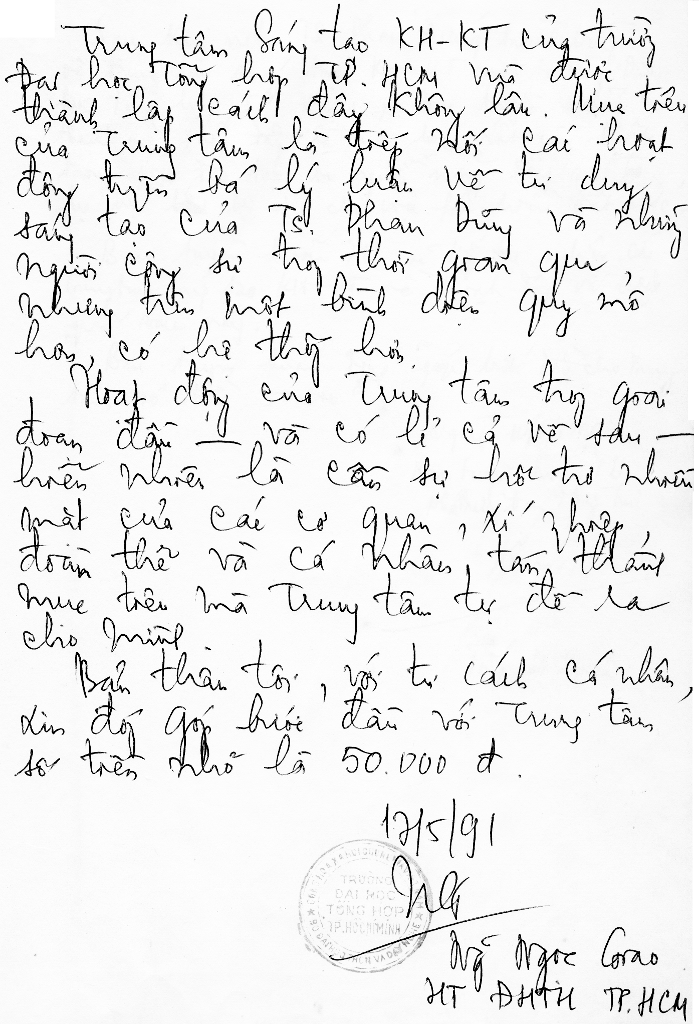 Trung tâm Sáng tạo KH-KT của trường
Đại học Tổng hợp TP.HCM vừa được
thành lập cách đây không lâu. Mục tiêu
của Trung tâm là tiếp nối các hoạt
động truyền bá lý luận về tư duy
sáng tạo của Ts. Phan Dũng và những
người cộng sự trong thời gian qua,
nhưng trên một bình diện quy mô
hơn, có hệ thống hơn.
Hoạt động của Trung tâm trong giai
đoạn đầu — và có lẽ cả về sau —
hiển nhiên là cần sự hỗ trợ nhiều
mặt của các cơ quan, xí nghiệp,
đoàn thể và cá nhân tán thành
mục tiêu mà Trung tâm tự đề ra
cho mình.
Bản thân tôi, với tư cách cá nhân,
xin đóng góp bước đầu với Trung tâm
số tiền nhỏ là 50.000 đ.
17/5/91
TRƯỜNG
ĐẠI HỌC
TỔNG HỢP
TP.HỒ CHÍ MINH
Ng Ngọc Giao
HT ĐHTH TP.HCM